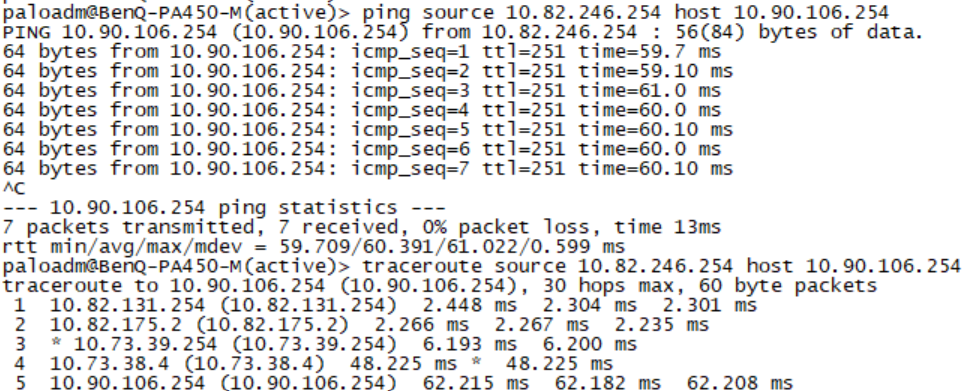 paloadm@BenQ-PA450-M(active)> ping source 10.82.246.254 host 10.90.106.254
PING 10.90.106.254 (10.90.106.254) from 10.82.246.254 : 56(84) bytes of data.
64 bytes from 10.90.106.254: icmp_seq=1 ttl=251 time=59.7 ms
64 bytes from 10.90.106.254: icmp_seq=2 ttl=251 time=59.10 ms
64 bytes from 10.90.106.254: icmp_seq=3 ttl=251 time=61.0 ms
64 bytes from 10.90.106.254: icmp_seq=4 ttl=251 time=60.0 ms
64 bytes from 10.90.106.254: icmp_seq=5 ttl=251 time=60.10 ms
64 bytes from 10.90.106.254: icmp_seq=6 ttl=251 time=60.0 ms
64 bytes from 10.90.106.254: icmp_seq=7 ttl=251 time=60.10 ms
^C
--- 10.90.106.254 ping statistics ---
7 packets transmitted, 7 received, 0% packet loss, time 13ms
rtt min/avg/max/mdev = 59.709/60.391/61.022/0.599 ms
paloadm@BenQ-PA450-M(active)> traceroute source 10.82.246.254 host 10.90.106.254
traceroute to 10.90.106.254 (10.90.106.254), 30 hops max, 60 byte packets
1 10.82.131.254 (10.82.131.254) 2.448 ms 2.304 ms 2.301 ms
2 10.82.175.2 (10.82.175.2) 2.266 ms 2.267 ms 2.235 ms
3 * 10.73.39.254 (10.73.39.254) 6.193 ms 6.200 ms
4 10.73.38.4 (10.73.38.4) 48.225 ms * 48.225 ms
5 10.90.106.254 (10.90.106.254) 62.215 ms 62.182 ms 62.208 ms